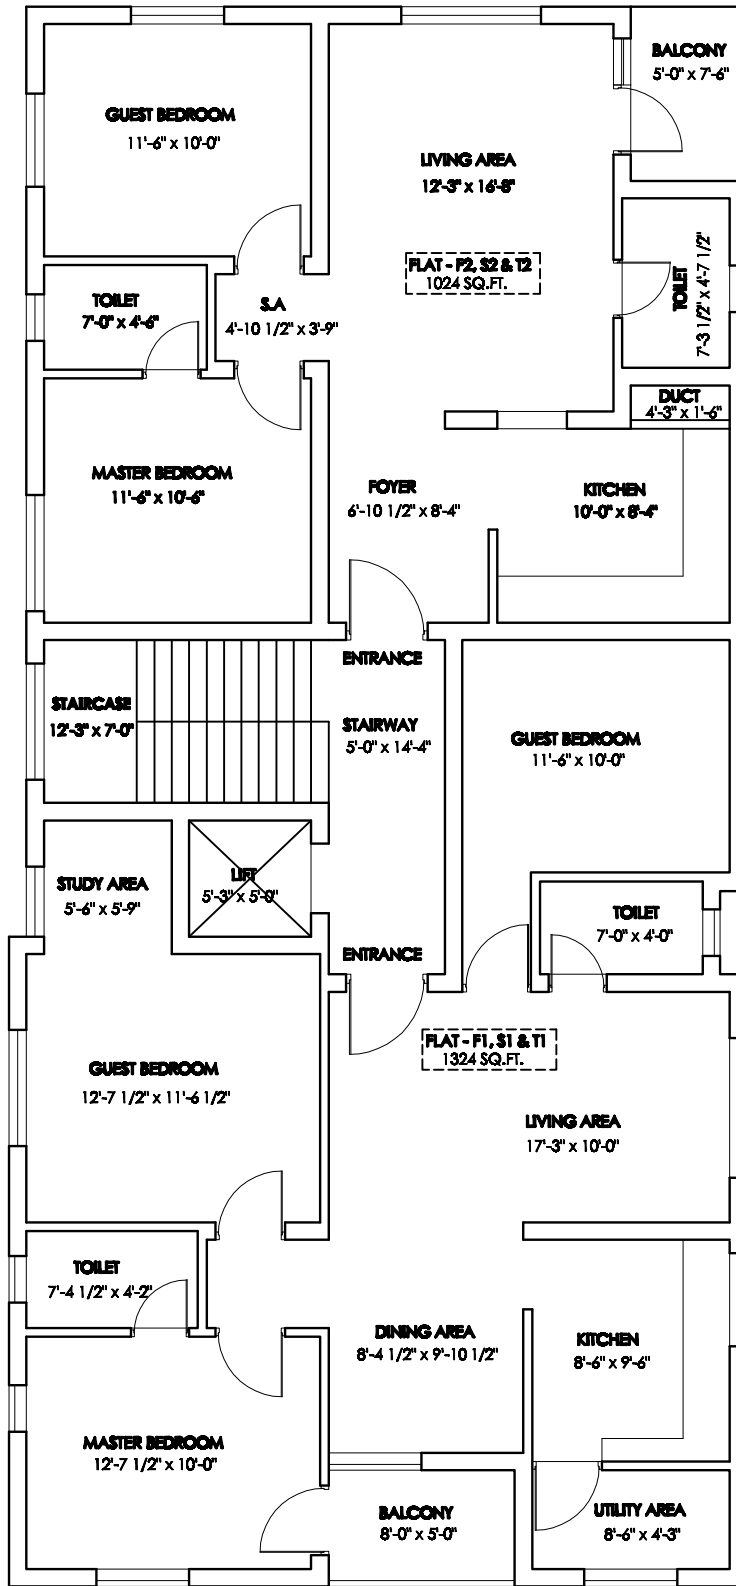 BALCONY
5'-0" x 7'-6"
GUEST BEDROOM
11'-6" x 10'-0"
LIVING AREA
12'-3" x 16'-8"
FLAT - F2, S2 & T2
1024 SQ.FT.
TOILET
7'-3 1/2" x 4'-7 1/2"
TOILET
7'-0" x 4'-6"
S.A
4'-10 1/2" x 3'-9"
DUCT
4'-3" x 1'-6"
MASTER BEDROOM
11'-6" x 10'-6"
FOYER
6'-10 1/2" x 8'-4"
KITCHEN
10'-0" x 8'-4"
ENTRANCE
STAIRCASE
12'-3" x 7'-0"
STAIRWAY
5'-0" x 14'-4"
GUEST BEDROOM
11'-6" x 10'-0"
LIFT
5'-3" x 5'-0"
STUDY AREA
5'-6" x 5'-9"
TOILET
7'-0" x 4'-0"
ENTRANCE
FLAT - F1, S1 & T1
1324 SQ.FT.
GUEST BEDROOM
12'-7 1/2" x 11'-6 1/2"
LIVING AREA
17'-3" x 10'-0"
TOILET
7'-4 1/2" x 4'-2"
DINING AREA
8'-4 1/2" x 9'-10 1/2"
KITCHEN
8'-6" x 9'-6"
MASTER BEDROOM
12'-7 1/2" x 10'-0"
BALCONY
8'-0" x 5'-0"
UTILITY AREA
8'-6" x 4'-3"